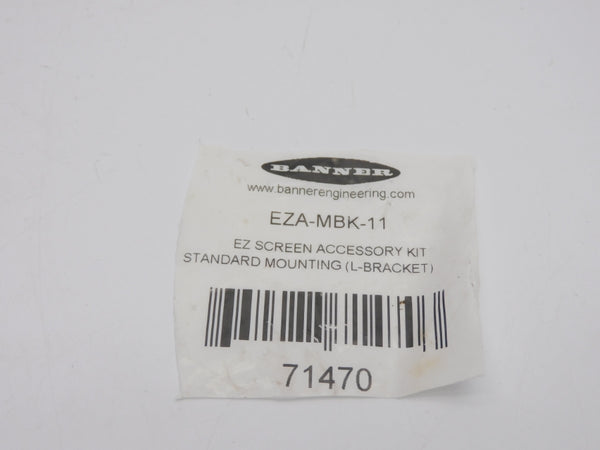 BANNER
www.bannerengineering.com
EZA-MBK-11
EZ SCREEN ACCESSORY KIT
STANDARD MOUNTING (L-BRACKET)
71470